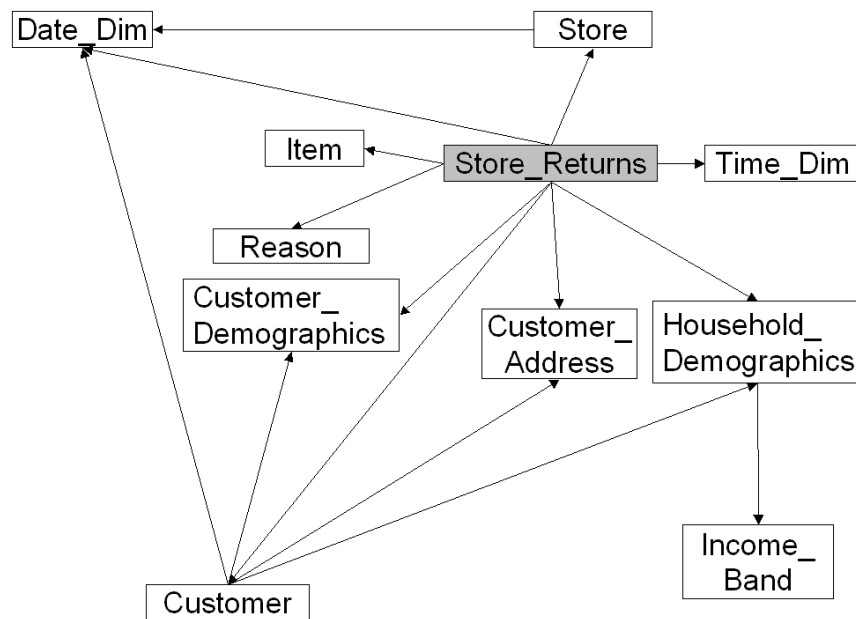 Date_Dim
Store
Item
Store_Returns
Time_Dim
Reason
Customer_
Demographics
Customer_
Address
Household_
Demographics
Income_
Band
Customer